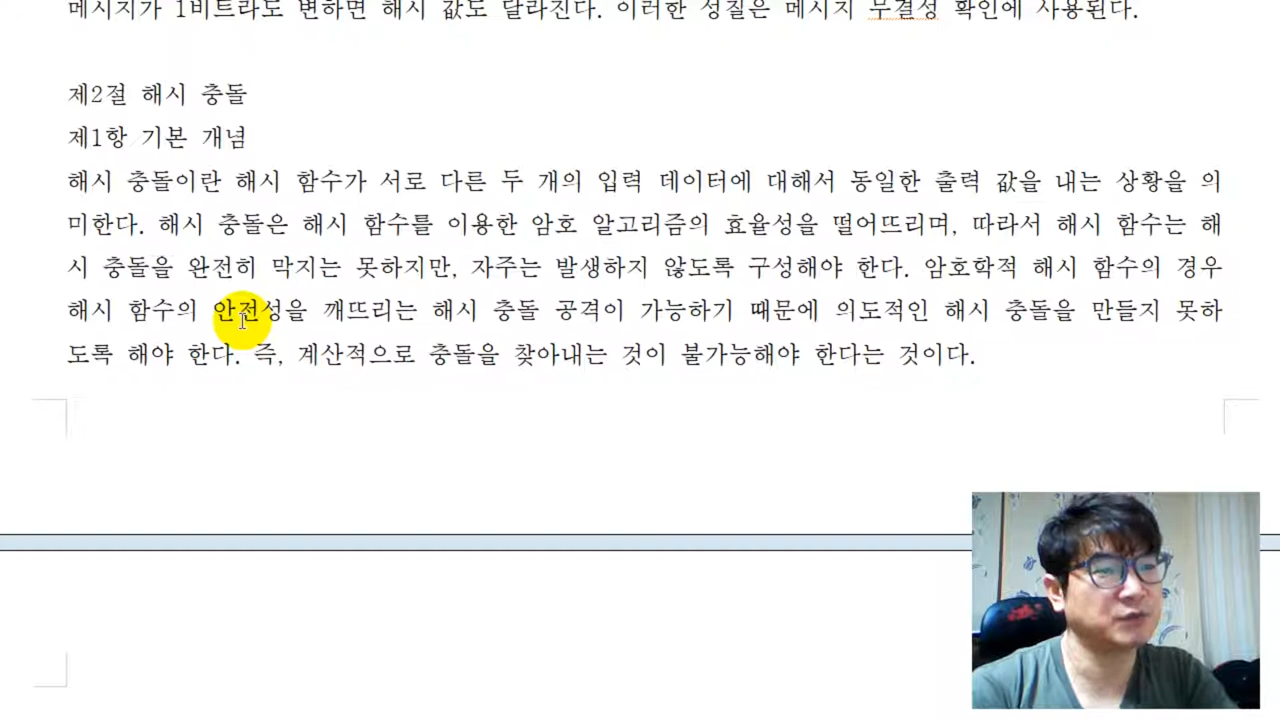 메시지가 1비트라도 변하면 해시 값도 달라진다. 이러한 성질은 메시지 무결성 확인에 사용된다.
제2절 해시 충돌
제1항 기본 개념
해시 충돌이란 해시 함수가 서로 다른 두 개의 입력 데이터에 대해서 동일한 출력 값을 내는 상황을 의
미한다. 해시 충돌은 해시 함수를 이용한 암호 알고리즘의 효율성을 떨어뜨리며, 따라서 해시 함수는 해
시 충돌을 완전히 막지는 못하지만, 자주는 발생하지 않도록 구성해야 한다. 암호학적 해시 함수의 경우
해시 함수의 안전성을 깨뜨리는 해시 충돌 공격이 가능하기 때문에 의도적인 해시 충돌을 만들지 못하
도록 해야 한다. 즉, 계산적으로 충돌을 찾아내는 것이 불가능해야 한다는 것이다.